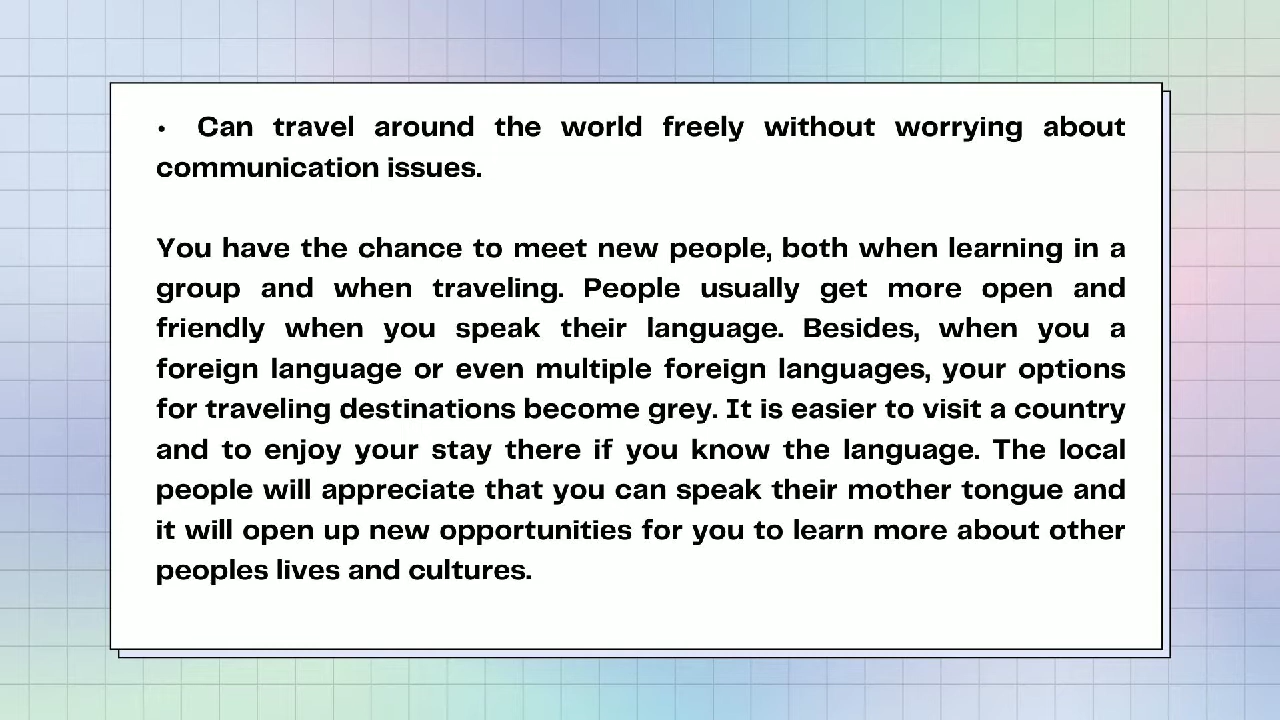 • Can travel around the world freely without worrying about
communication issues.
You have the chance to meet new people, both when learning in a
group and when traveling. People usually get more open and
friendly when you speak their language. Besides, when you a
foreign language or even multiple foreign languages, your options
for traveling destinations become grey. It is easier to visit a country
and to enjoy your stay there if you know the language. The local
people will appreciate that you can speak their mother tongue and
it will open up new opportunities for you to learn more about other
peoples lives and cultures.